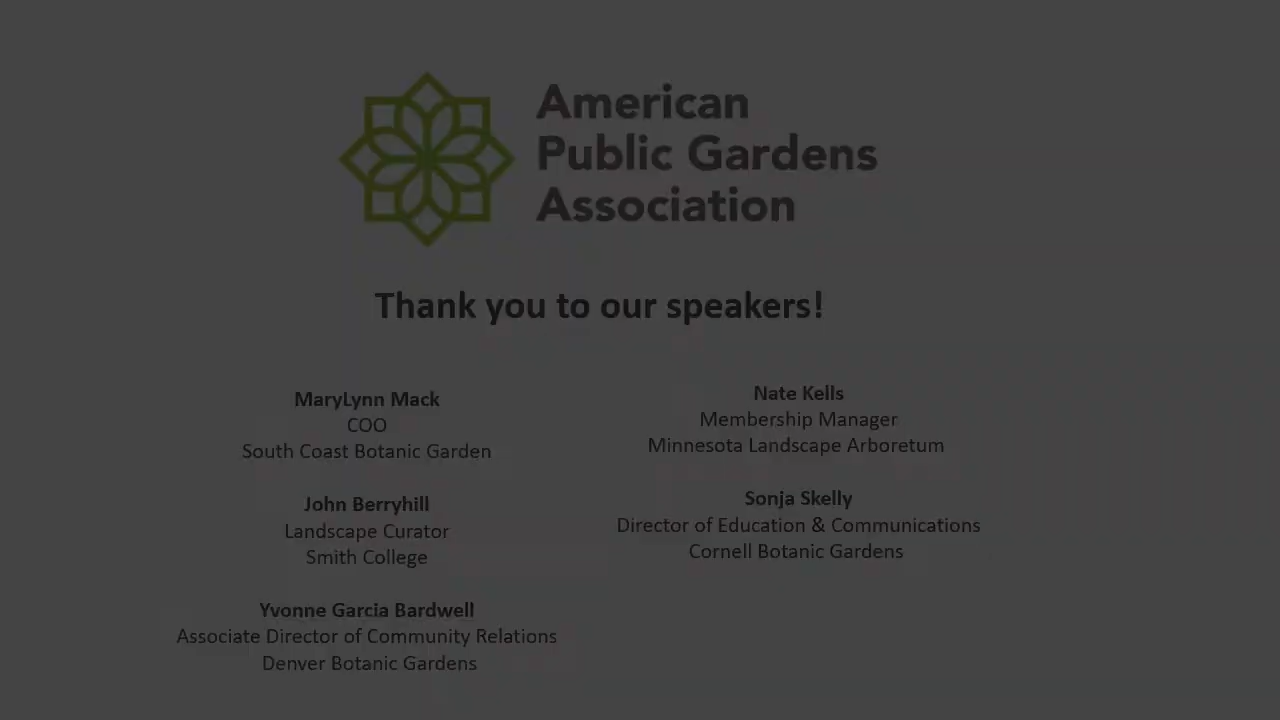 American
Public Gardens
Association
Thank you to our speakers!
MaryLynn Mack
COO
South Coast Botanic Garden
John Berryhill
Landscape Curator
Smith College
Yvonne Garcia Bardwell
Associate Director of Community Relations
Denver Botanic Gardens
Nate Kells
Membership Manager
Minnesota Landscape Arboretum
Sonja Skelly
Director of Education & Communications
Cornell Botanic Gardens